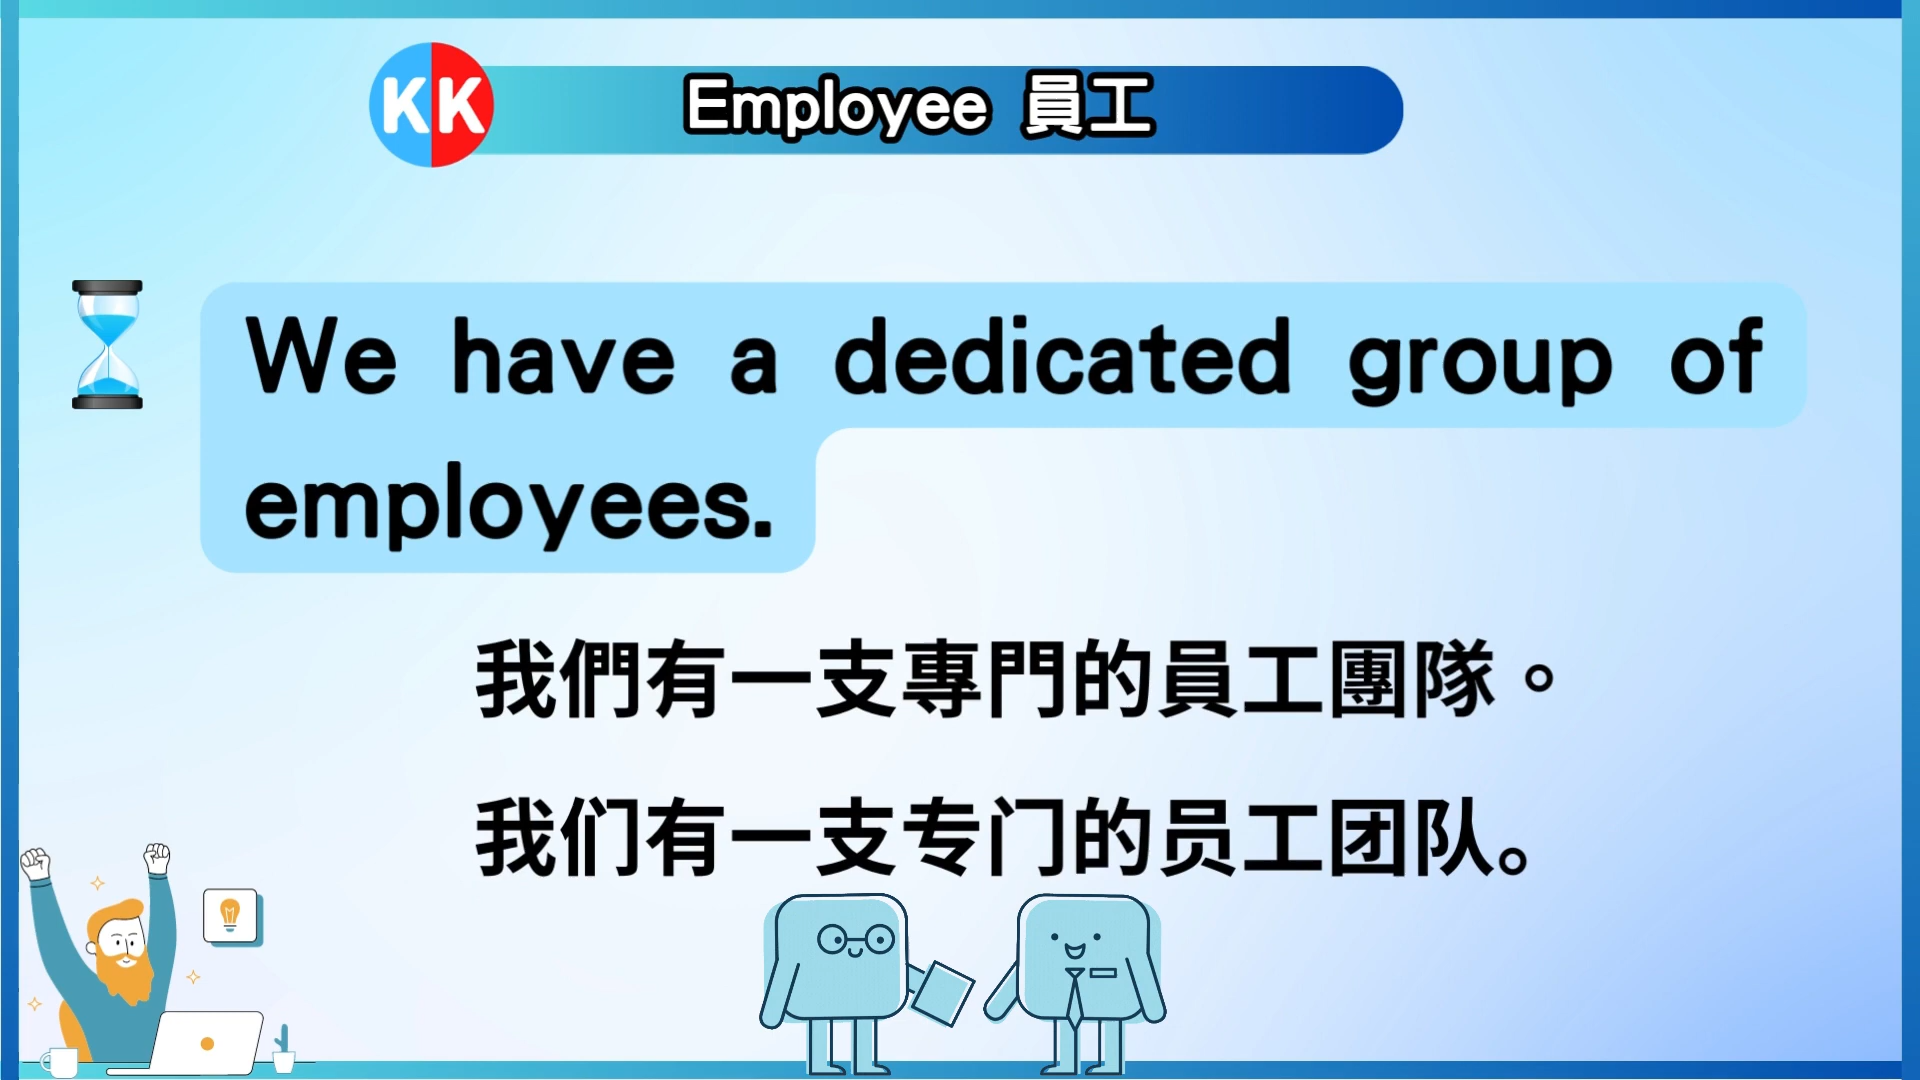 KK
Employee 員工
We have a dedicated group of
employees.
我們有一支專門的員工團隊。
我们有一支专门的员工团队。